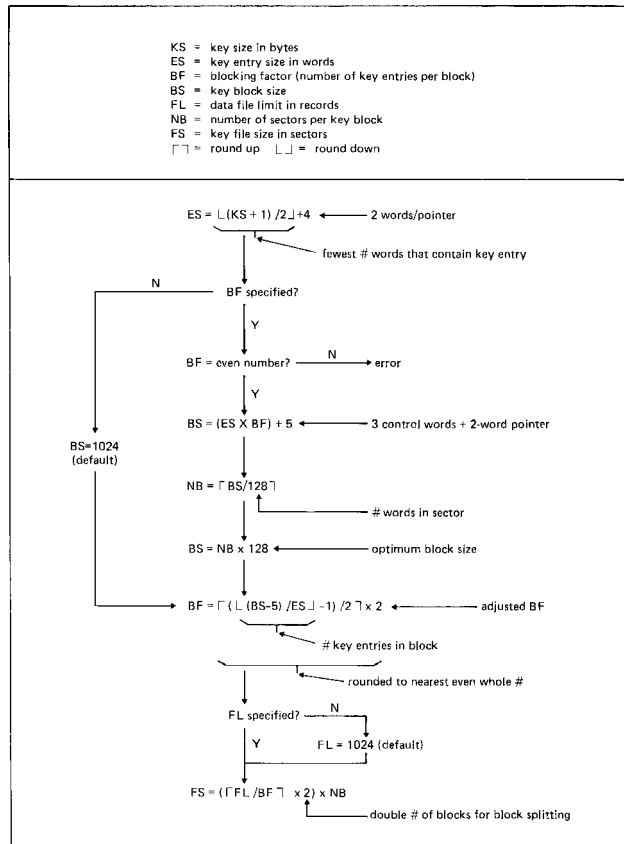 KS = key size in bytes
ES = key entry size in words
BF = blocking factor (number of key entries per block)
BS = key block size
FL = data file limit in records
NB = number of sectors per key block
FS = key file size in sectors
⌈⌉ = round up ⌊⌋ = round down
ES = ⌊(KS + 1) /2⌋+4 2 words/pointer
fewest # words that contain key entry
N
BF specified?
Y
BF = even number? N error
Y
BS = (ES X BF) + 5 3 control words + 2-word pointer
BS=1024
(default)
NB = ⌈BS/128⌉
# words in sector
BS = NB x 128 optimum block size
BF = ⌈(⌊(BS-5) /ES⌋-1) /2⌉ x 2 adjusted BF
# key entries in block
rounded to nearest even whole #
FL specified? N
Y FL = 1024 (default)
FS = (⌈FL/BF⌉ x 2) x NB
double # of blocks for block splitting